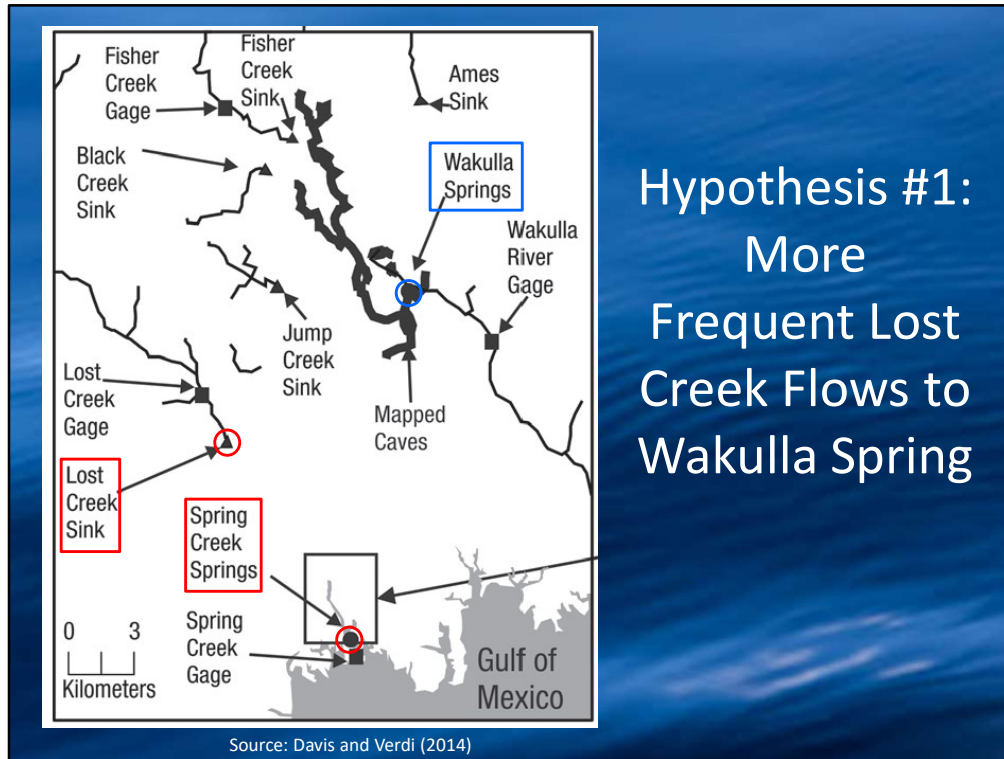 Fisher
Creek
Gage
Fisher
Creek
Sink
Ames
Sink
Black
Creek
Sink
Wakulla
Springs
Wakulla
River
Gage
Jump
Creek
Sink
Lost
Creek
Gage
Mapped
Caves
Lost
Creek
Sink
Spring
Creek
Springs
Spring
Creek
Gage
0 3
Kilometers
Gulf of
Mexico
Source: Davis and Verdi (2014)
Hypothesis #1:
More
Frequent Lost
Creek Flows to
Wakulla Spring